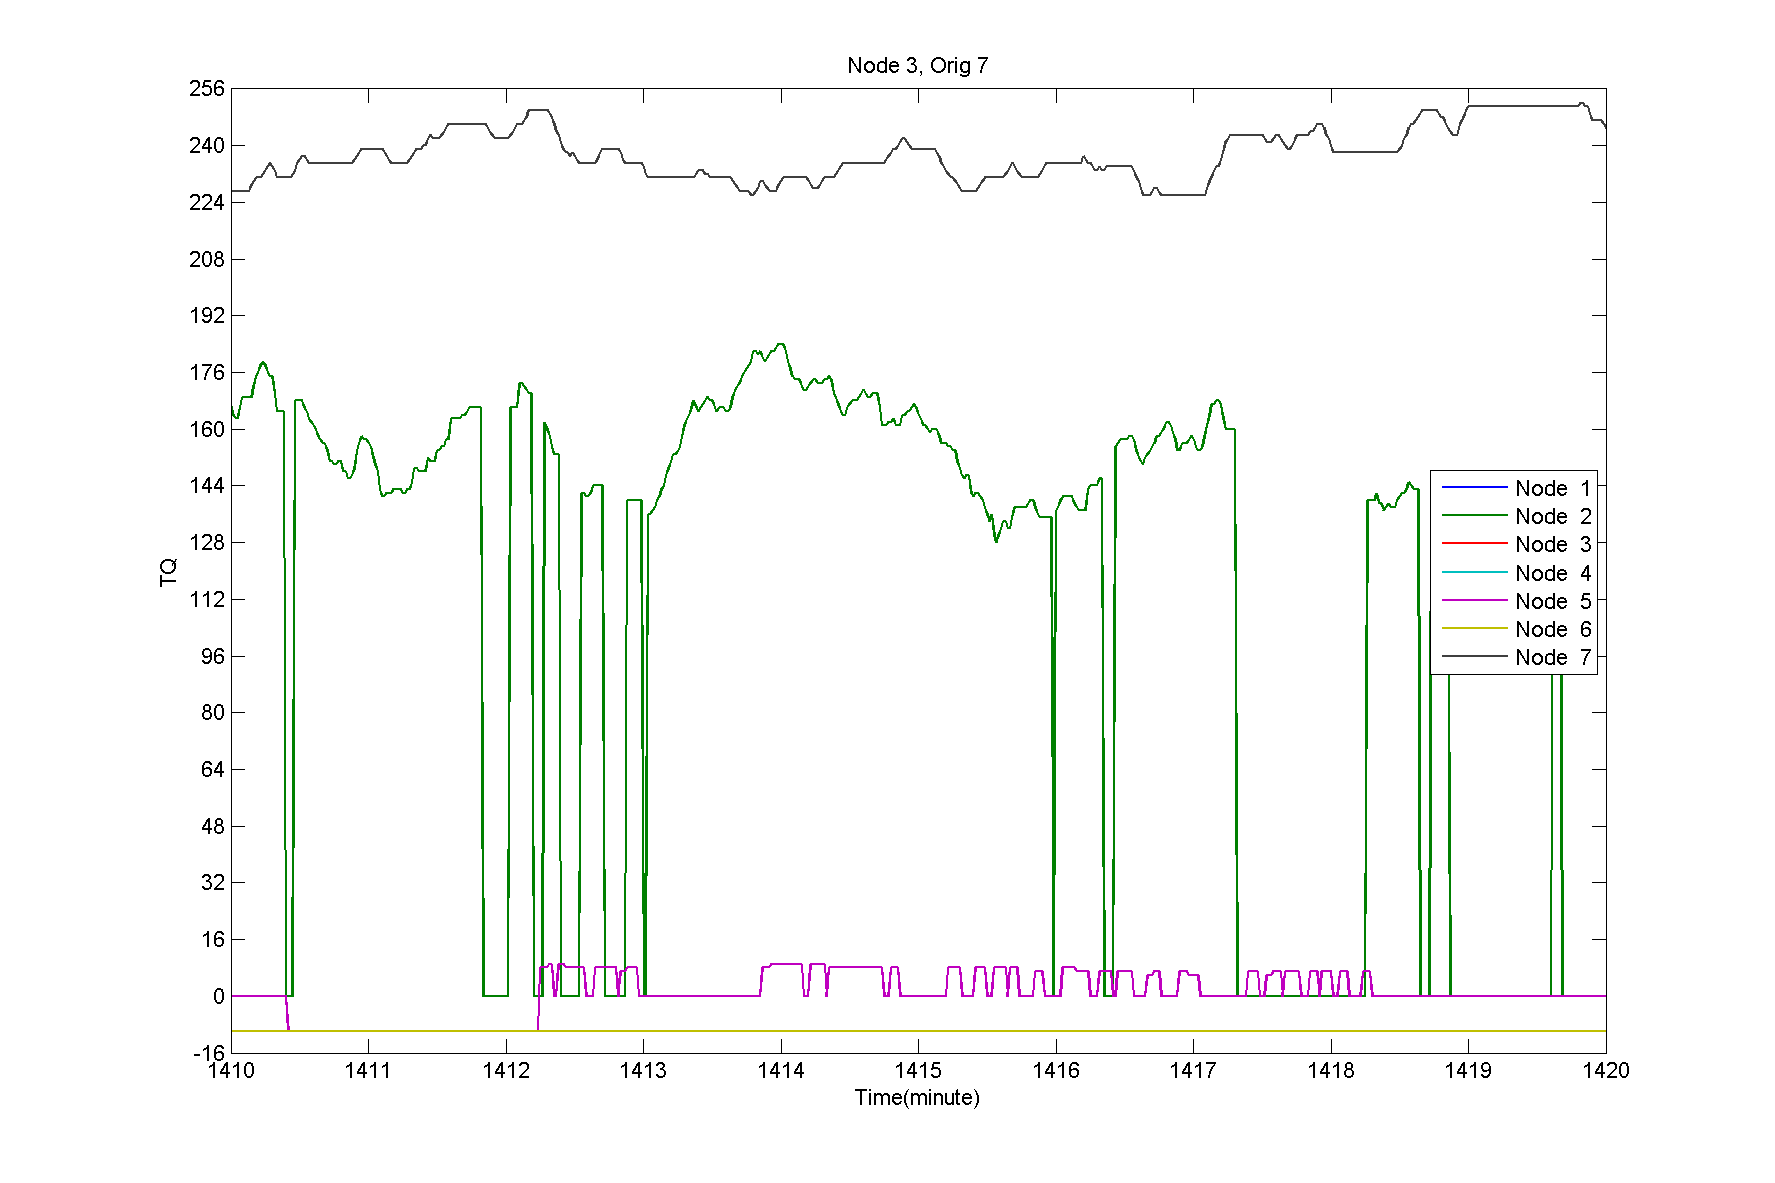 Node 3, Orig 7
256
240
224
208
192
176
160
144
128
112
96
80
64
48
32
16
0
-16
TQ
Node 1
Node 2
Node 3
Node 4
Node 5
Node 6
Node 7
1410 1411 1412 1413 1414 1415 1416 1417 1418 1419 1420
Time(minute)